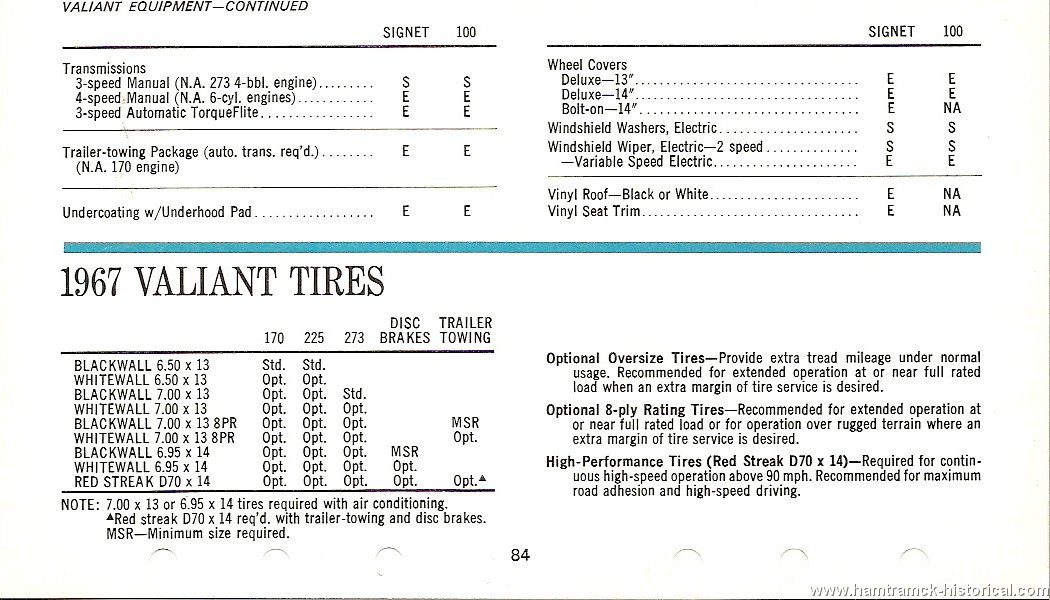 VALIANT EQUIPMENT—CONTINUED
SIGNET 100
Transmissions
3-speed Manual (N.A. 273 4-bbl. engine)......... S S
4-speed Manual (N.A. 6-cyl. engines)............ E E
3-speed Automatic TorqueFlite................. E E
Trailer-towing Package (auto. trans. req'd.)........ E E
(N.A. 170 engine)
Undercoating w/Underhood Pad................. E E
SIGNET 100
Wheel Covers
Deluxe—13"................................. E E
Deluxe—14"................................. E E
Bolt-on—14"................................. E NA
Windshield Washers, Electric..................... S S
Windshield Wiper, Electric—2 speed.............. S S
—Variable Speed Electric...................... E E
Vinyl Roof—Black or White....................... E NA
Vinyl Seat Trim................................. E NA
1967 VALIANT TIRES
DISC TRAILER
170 225 273 BRAKES TOWING
BLACKWALL 6.50 x 13 Std. Std.
WHITEWALL 6.50 x 13 Opt. Opt.
BLACKWALL 7.00 x 13 Opt. Opt. Std.
WHITEWALL 7.00 x 13 Opt. Opt. Opt.
BLACKWALL 7.00 x 13 8PR Opt. Opt. Opt. MSR
WHITEWALL 7.00 x 13 8PR Opt. Opt. Opt. Opt.
BLACKWALL 6.95 x 14 Opt. Opt. Opt. MSR
WHITEWALL 6.95 x 14 Opt. Opt. Opt. Opt.
RED STREAK D70 x 14 Opt. Opt. Opt. Opt. Opt.▲
NOTE: 7.00 x 13 or 6.95 x 14 tires required with air conditioning.
▲Red streak D70 x 14 req'd. with trailer-towing and disc brakes.
MSR—Minimum size required.
Optional Oversize Tires—Provide extra tread mileage under normal
usage. Recommended for extended operation at or near full rated
load when an extra margin of tire service is desired.
Optional 8-ply Rating Tires—Recommended for extended operation at
or near full rated load or for operation over rugged terrain where an
extra margin of tire service is desired.
High-Performance Tires (Red Streak D70 x 14)—Required for contin-
uous high-speed operation above 90 mph. Recommended for maximum
road adhesion and high-speed driving.
84
www.hamtramck-historical.com